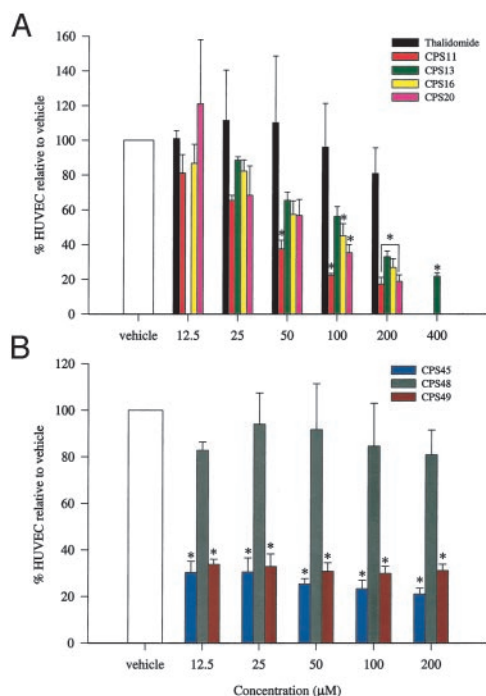 A
160
140
120
100
80
60
40
20
0
% HUVEC relative to vehicle
Thalidomide
CPS11
CPS13
CPS16
CPS20
* * * * * *
vehicle 12.5 25 50 100 200 400
B
120
100
80
60
40
20
0
% HUVEC relative to vehicle
CPS45
CPS48
CPS49
* * * * * * * * * *
vehicle 12.5 25 50 100 200
Concentration (μM)